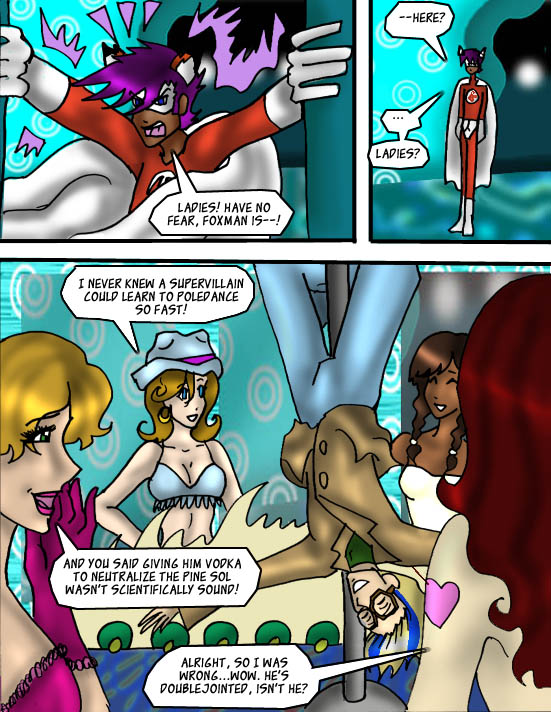 LADIES! HAVE NO
FEAR, FOXMAN IS--!
--HERE?
...
LADIES?
I NEVER KNEW A SUPERVILLAIN
COULD LEARN TO POLEDANCE
SO FAST!
AND YOU SAID GIVING HIM VODKA
TO NEUTRALIZE THE PINE SOL
WASN'T SCIENTIFICALLY SOUND!
ALRIGHT, SO I WAS
WRONG...WOW. HE'S
DOUBLEJOINTED, ISN'T HE?